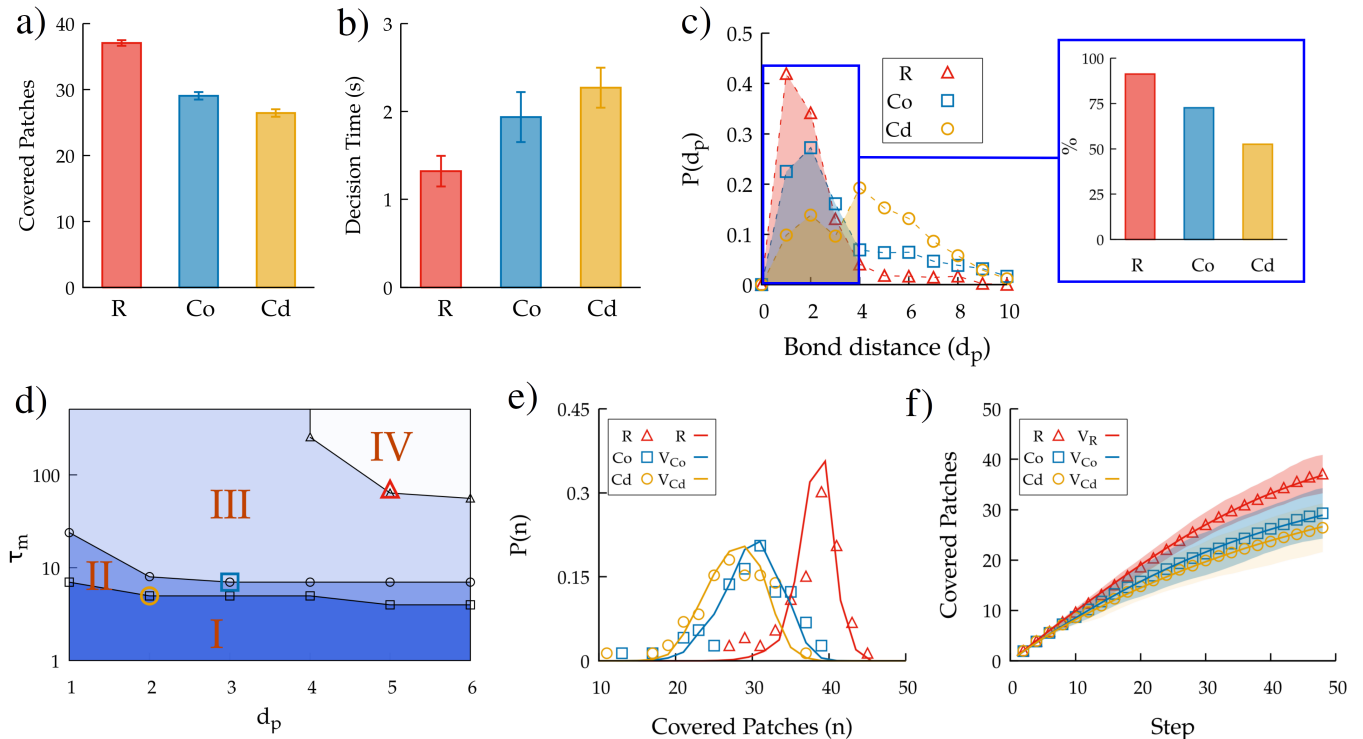 a)
40
30
20
10
0
Covered Patches
R Co Cd
b)
3
2
1
0
Decision Time (s)
R Co Cd
c)
0.5
0.4
0.3
0.2
0.1
0
P(dp)
R
Co
Cd
0 2 4 6 8 10
Bond distance (dp)
100
75
50
25
0
%
R Co Cd
d)
100
10
1
τm
I
II
III
IV
1 2 3 4 5 6
dp
e)
0.45
0.3
0.15
0
P(n)
R R
Co VCo
Cd VCd
10 20 30 40 50
Covered Patches (n)
f)
50
40
30
20
10
0
Covered Patches
R VR
Co VCo
Cd VCd
0 10 20 30 40 50
Step